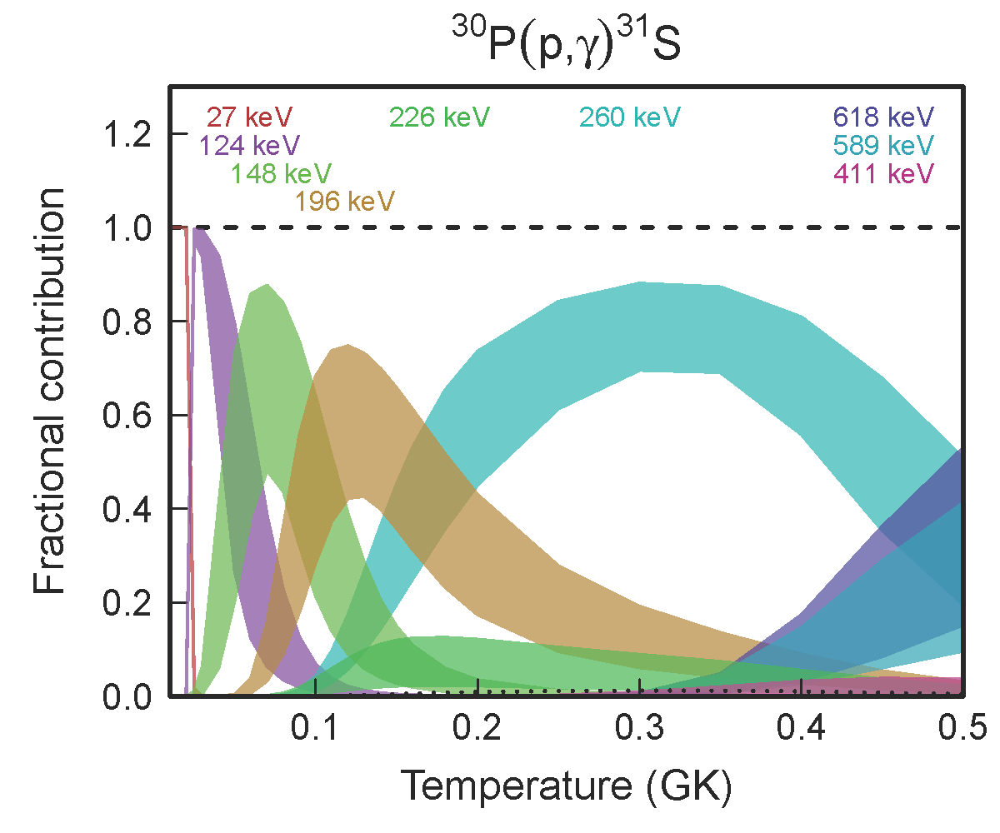 ³⁰P(p,γ)³¹S
27 keV 226 keV 260 keV 618 keV
124 keV 589 keV
148 keV 411 keV
196 keV
1.2
1.0
0.8
0.6
0.4
0.2
0.0
Fractional contribution
0.1 0.2 0.3 0.4 0.5
Temperature (GK)